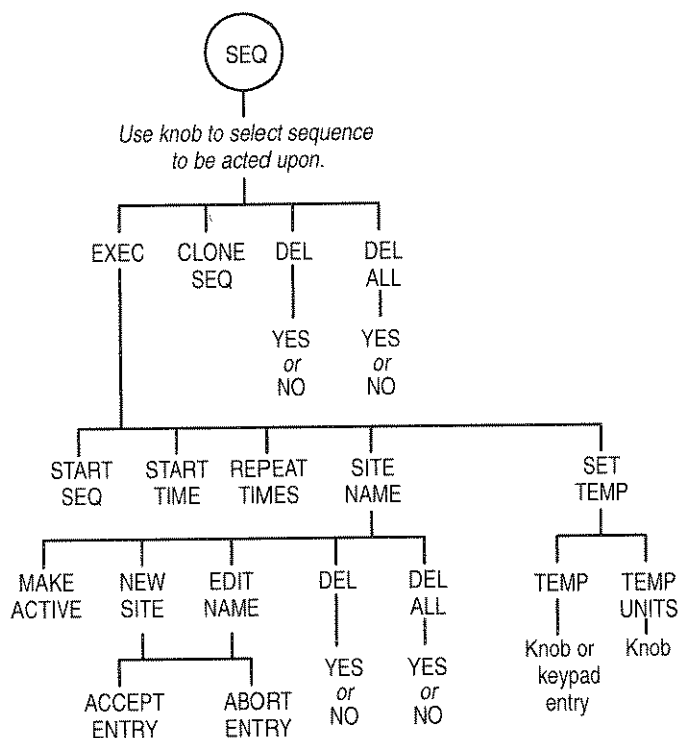 SEQ
Use knob to select sequence
to be acted upon.
EXEC CLONE DEL DEL
SEQ ALL
YES YES
or or
NO NO
START START REPEAT SITE SET
SEQ TIME TIMES NAME TEMP
MAKE NEW EDIT DEL DEL TEMP TEMP
ACTIVE SITE NAME ALL UNITS
Knob or Knob
keypad
entry
YES YES
or or
NO NO
ACCEPT ABORT
ENTRY ENTRY